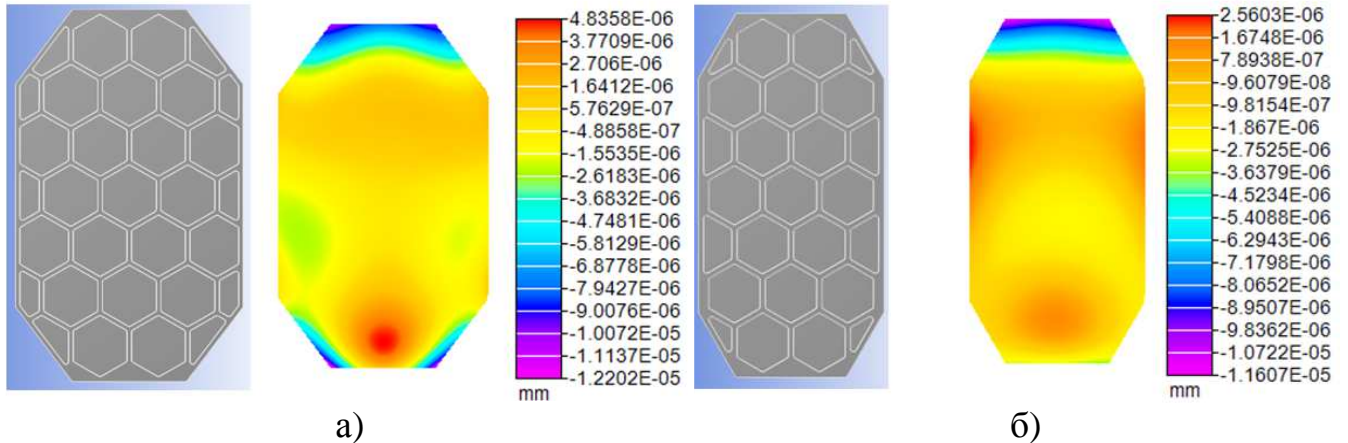 4.8358E-06
3.7709E-06
2.706E-06
1.6412E-06
5.7629E-07
-4.8858E-07
-1.5535E-06
-2.6183E-06
-3.6832E-06
-4.7481E-06
-5.8129E-06
-6.8778E-06
-7.9427E-06
-9.0076E-06
-1.0072E-05
-1.1137E-05
-1.2202E-05
mm
2.5603E-06
1.6748E-06
7.8938E-07
-9.6079E-08
-9.8154E-07
-1.867E-06
-2.7525E-06
-3.6379E-06
-4.5234E-06
-5.4088E-06
-6.2943E-06
-7.1798E-06
-8.0652E-06
-8.9507E-06
-9.8362E-06
-1.0722E-05
-1.1607E-05
mm
а)
б)